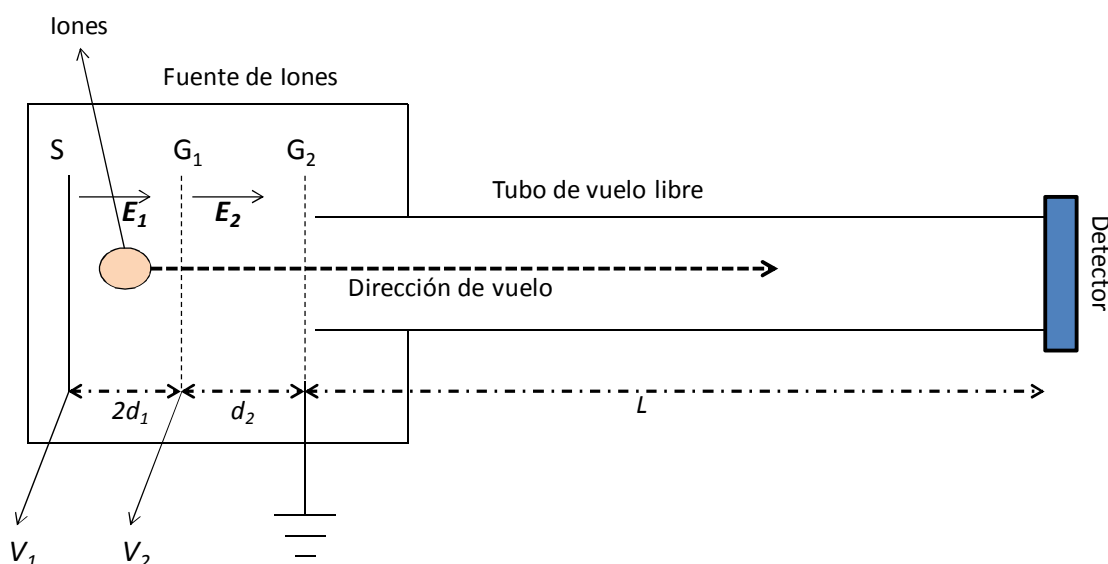 Iones
Fuente de Iones
S
G1
G2
E1
E2
Tubo de vuelo libre
Dirección de vuelo
Detector
2d1
d2
L
V1
V2